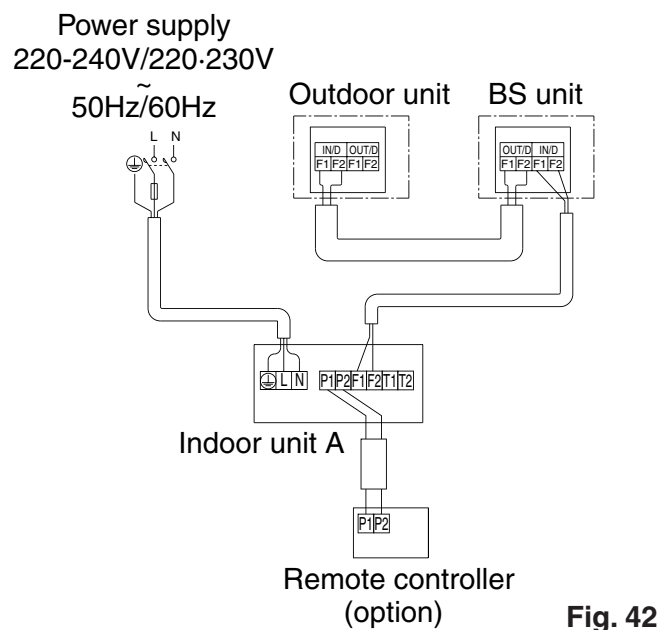 Power supply
220-240V/220·230V
~
50Hz/60Hz
L N
Outdoor unit
IN/D OUT/D
F1 F2 F1 F2
BS unit
OUT/D IN/D
F1 F2 F1 F2
L N
P1 P2 F1 F2 T1 T2
Indoor unit A
P1 P2
Remote controller
(option)
Fig. 42